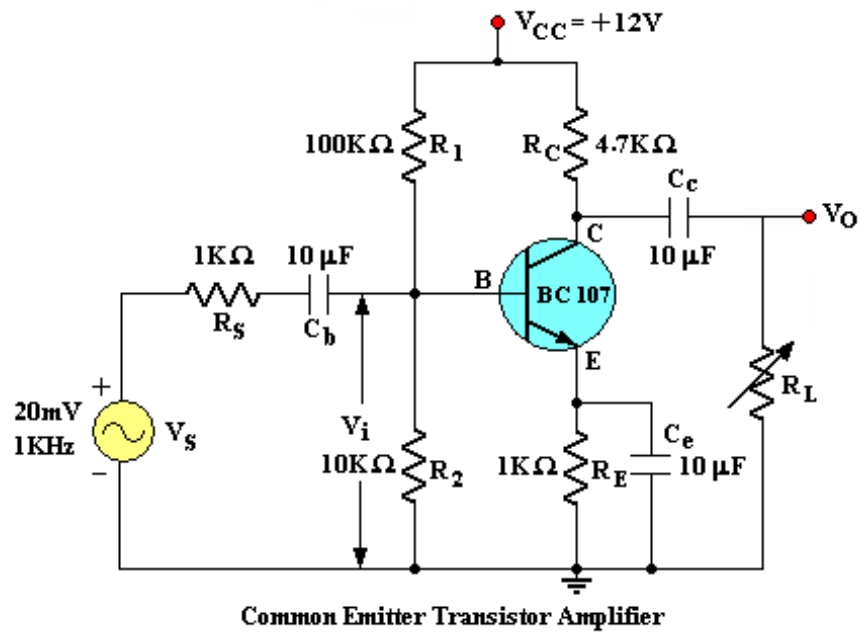 V_CC = +12V
100KΩ R_1
R_C 4.7KΩ
C_c
V_O
C
10 μF
1KΩ
10 μF
B
BC 107
R_S
C_b
E
R_L
+
20mV
1KHz
V_S
V_i
C_e
10KΩ R_2
1KΩ R_E
10 μF
−
Common Emitter Transistor Amplifier